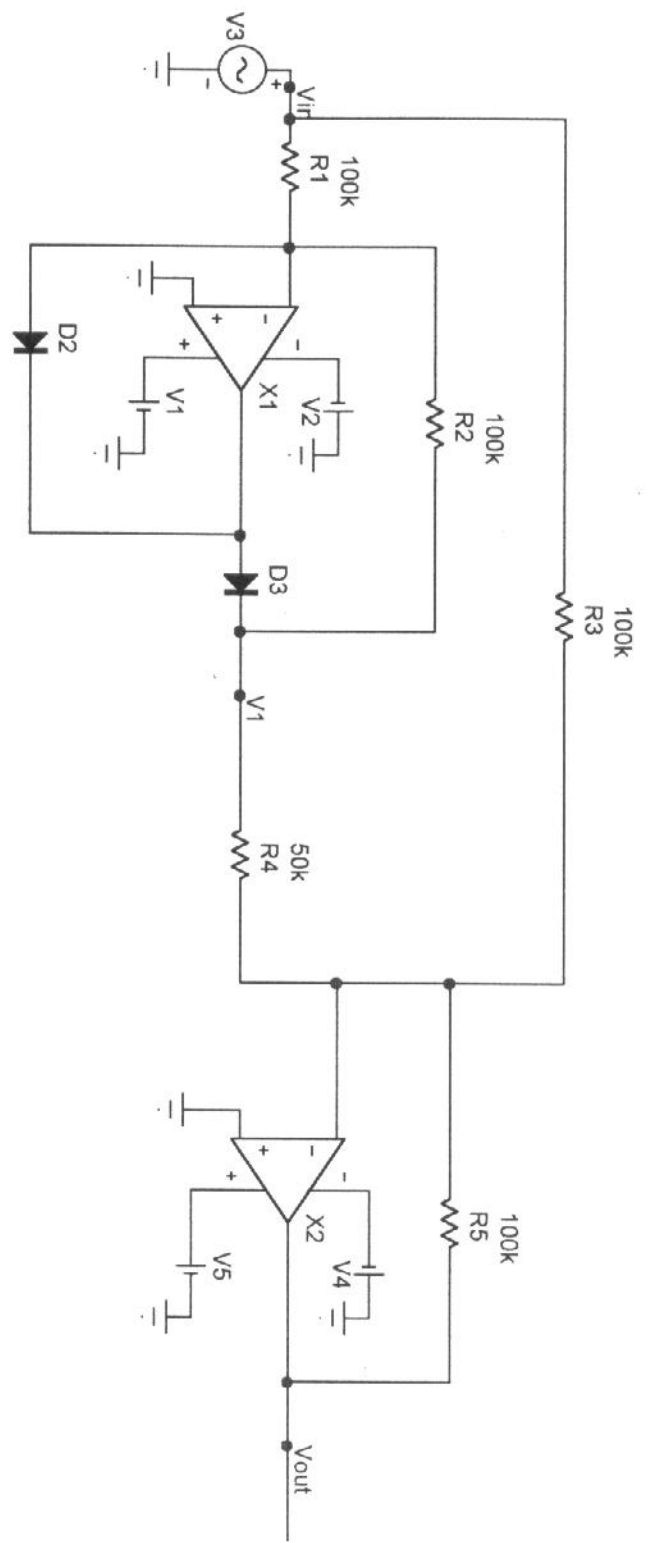 V3
-
+
Vin
100k
R1
100k
R2
100k
R3
D2
+
-
+
-
X1
V1
V2
D3
V1
50k
R4
+
-
+
-
X2
V5
V4
100k
R5
Vout